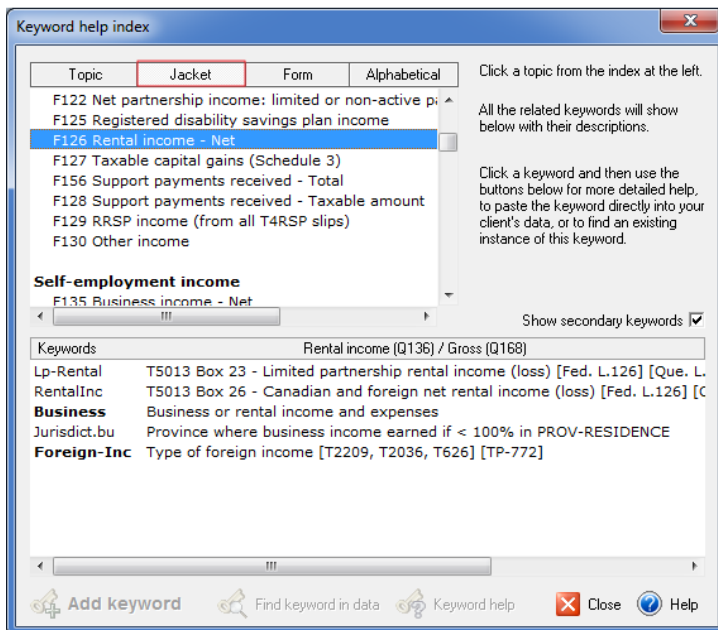 Keyword help index
Topic Jacket Form Alphabetical
Click a topic from the index at the left.
All the related keywords will show
below with their descriptions.
Click a keyword and then use the
buttons below for more detailed help,
to paste the keyword directly into your
client's data, or to find an existing
instance of this keyword.
F122 Net partnership income: limited or non-active
F125 Registered disability savings plan income
F126 Rental income - Net
F127 Taxable capital gains (Schedule 3)
F156 Support payments received - Total
F128 Support payments received - Taxable amount
F129 RRSP income (from all T4RSP slips)
F130 Other income
Self-employment income
F135 Business income - Net
Show secondary keywords
Keywords Rental income (Q136) / Gross (Q168)
Lp-Rental T5013 Box 23 - Limited partnership rental income (loss) [Fed. L.126] [Que. L.
RentalInc T5013 Box 26 - Canadian and foreign net rental income (loss) [Fed. L.126]
Business Business or rental income and expenses
Jurisdict.bu Province where business income earned if < 100% in PROV-RESIDENCE
Foreign-Inc Type of foreign income [T2209, T2036, T626] [TP-772]
Add keyword Find keyword in data Keyword help Close Help